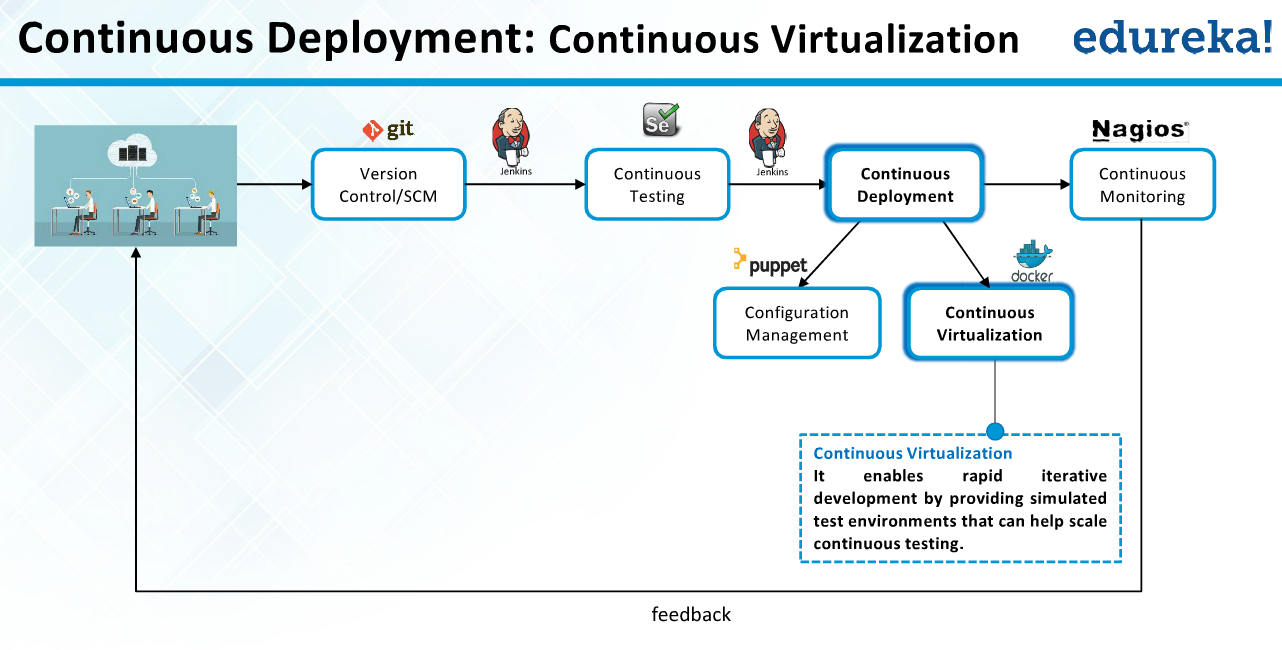 Continuous Deployment: Continuous Virtualization
edureka!
git
Jenkins
Se
Jenkins
Nagios®
Version
Control/SCM
Continuous
Testing
Continuous
Deployment
Continuous
Monitoring
puppet
docker
Configuration
Management
Continuous
Virtualization
Continuous Virtualization
It enables rapid iterative
development by providing simulated
test environments that can help scale
continuous testing.
feedback